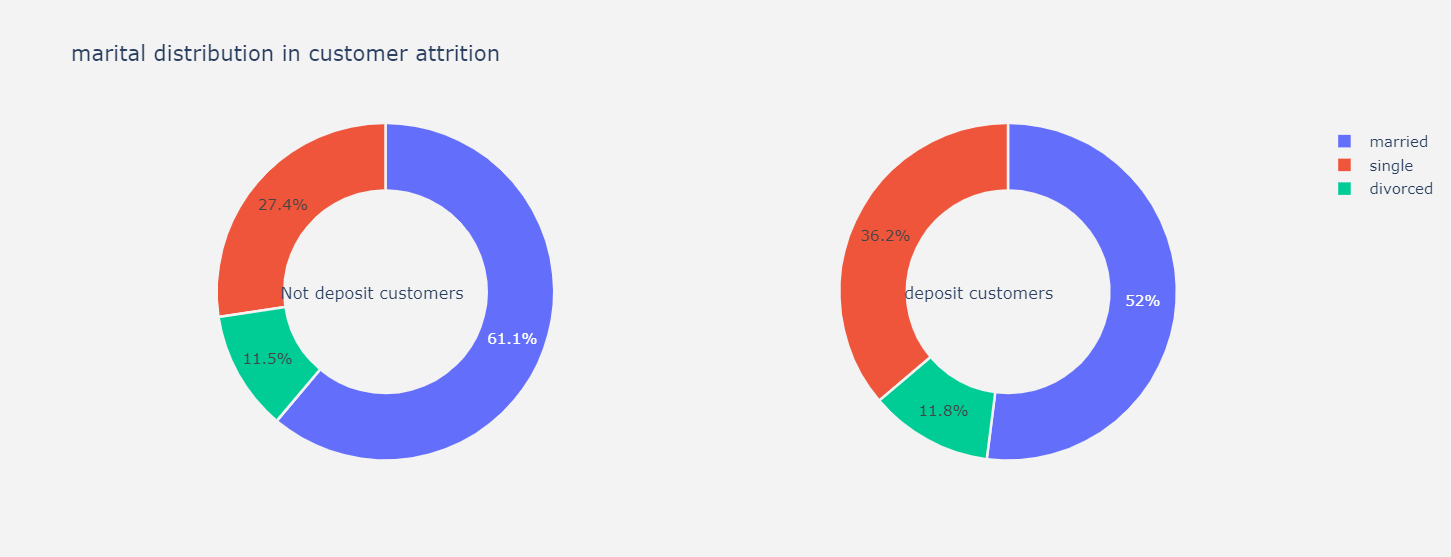 marital distribution in customer attrition
27.4%
Not deposit customers
61.1%
11.5%
36.2%
deposit customers
52%
11.8%
married
single
divorced